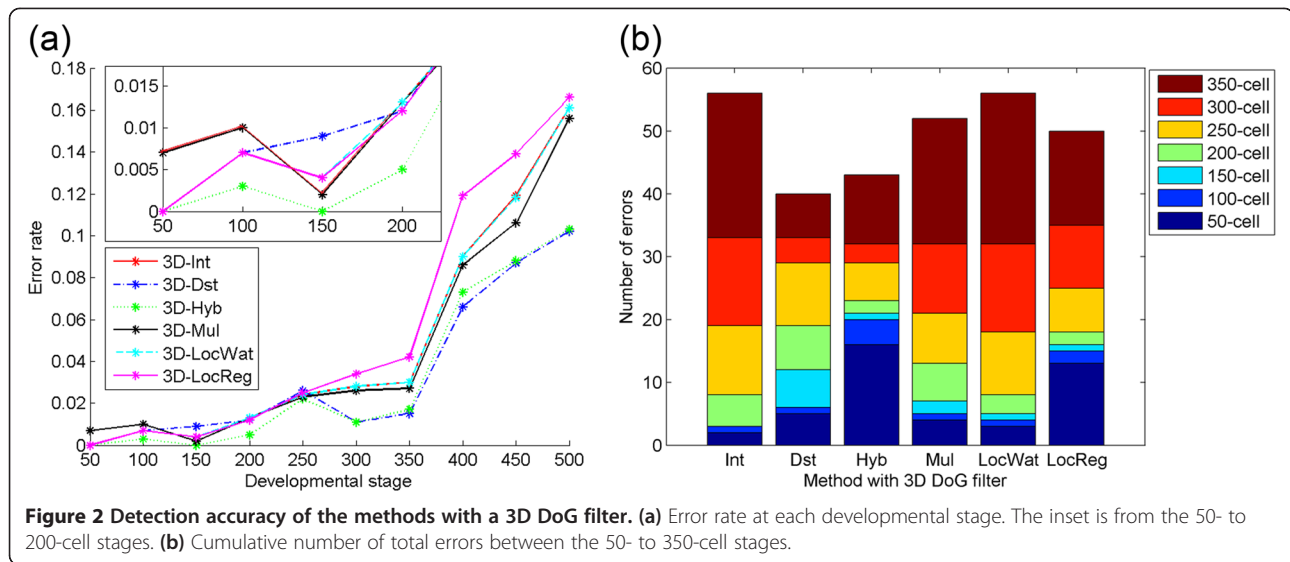 (a)
0.18
0.16
0.14
0.12
0.1
0.08
0.06
0.04
0.02
0
Error rate
0.015
0.01
0.005
0
50 100 150 200
3D-Int
3D-Dst
3D-Hyb
3D-Mul
3D-LocWat
3D-LocReg
50 100 150 200 250 300 350 400 450 500
Developmental stage
(b)
60
50
40
30
20
10
0
Number of errors
Int Dst Hyb Mul LocWat LocReg
Method with 3D DoG filter
350-cell
300-cell
250-cell
200-cell
150-cell
100-cell
50-cell
Figure 2 Detection accuracy of the methods with a 3D DoG filter. (a) Error rate at each developmental stage. The inset is from the 50- to
200-cell stages. (b) Cumulative number of total errors between the 50- to 350-cell stages.